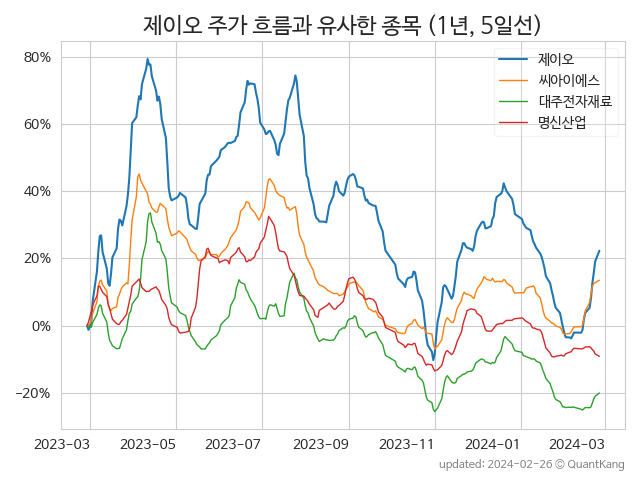 제이오 주가 흐름과 유사한 종목 (1년, 5일선)
제이오
씨아이에스
대주전자재료
명신산업
80%
60%
40%
20%
0%
−20%
2023-03 2023-05 2023-07 2023-09 2023-11 2024-01 2024-03
updated: 2024-02-26 © QuantKang